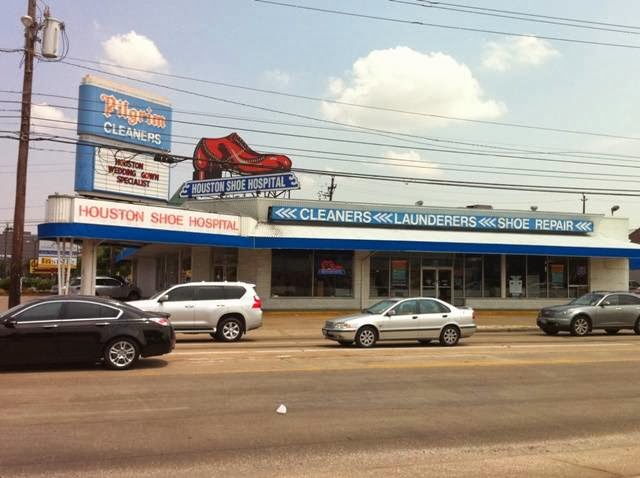 Pilgrim
CLEANERS
HOUSTON
WEDDING GOWN
SPECIALIST
HOUSTON SHOE HOSPITAL
HOUSTON SHOE HOSPITAL
<<< CLEANERS <<< LAUNDERERS <<< SHOE REPAIR <<<